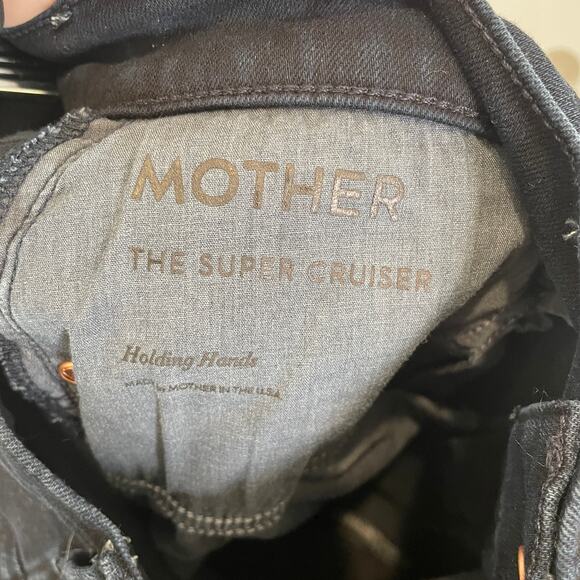 MOTHER
THE SUPER CRUISER
Holding Hands
MADE by MOTHER IN THE U.S.A.